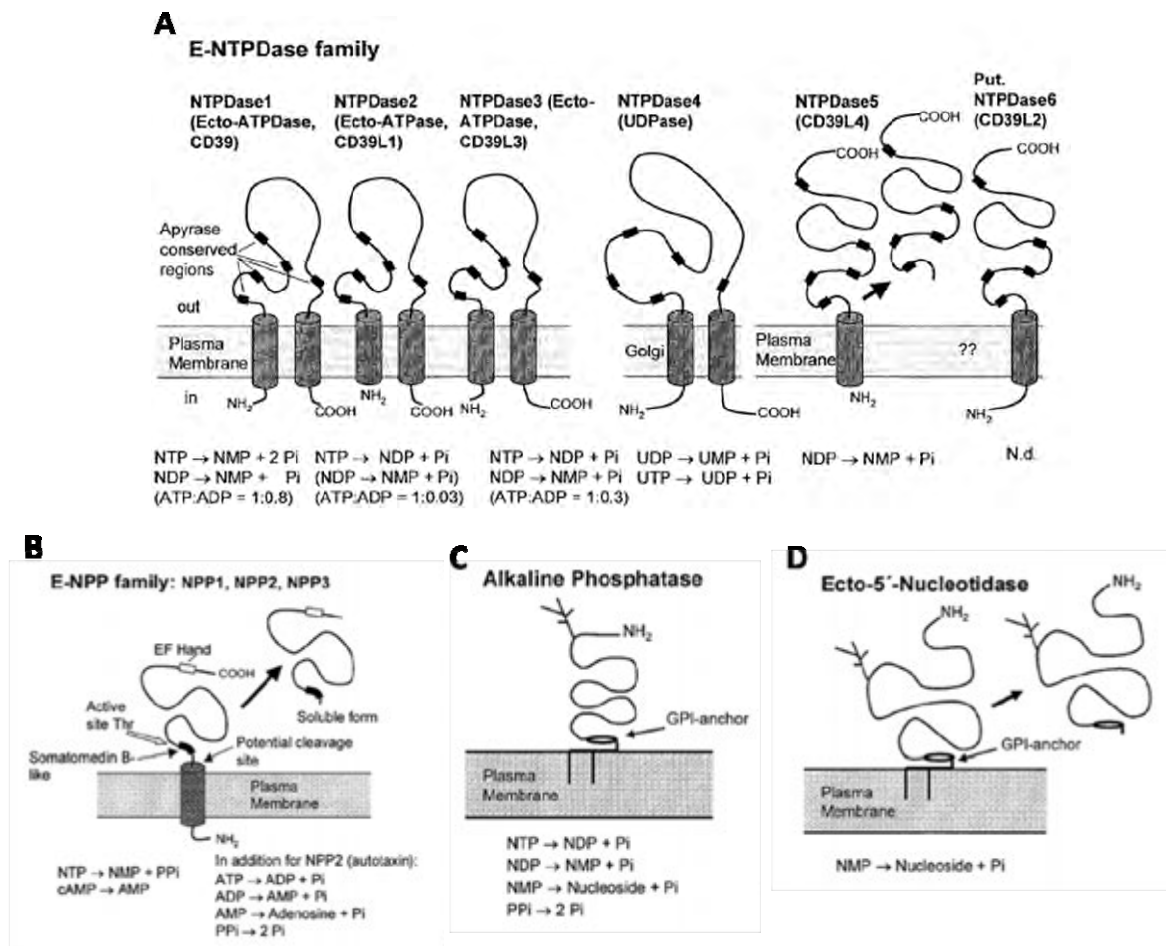 A
E-NTPDase family
NTPDase1
(Ecto-ATPDase,
CD39)
NTPDase2
(Ecto-ATPase,
CD39L1)
NTPDase3 (Ecto-
ATPDase,
CD39L3)
NTPDase4
(UDPase)
NTPDase5
(CD39L4)
Put.
NTPDase6
(CD39L2)
COOH
COOH
COOH
Apyrase
conserved
regions
out
Plasma
Membrane
in
Golgi
Plasma
Membrane
??
NH2
COOH
NH2
COOH
NH2
COOH
NH2
COOH
NH2
NH2
NTP → NMP + 2 Pi
NDP → NMP + Pi
(ATP:ADP = 1:0.8)
NTP → NDP + Pi
(NDP → NMP + Pi)
(ATP:ADP = 1:0.03)
NTP → NDP + Pi
NDP → NMP + Pi
(ATP:ADP = 1:0.3)
UDP → UMP + Pi
UTP → UDP + Pi
NDP → NMP + Pi
N.d.
B
E-NPP family: NPP1, NPP2, NPP3
EF Hand
COOH
Active
site Thr
Somatomedin B-
like
Soluble form
Potential cleavage
site
Plasma
Membrane
NH2
NTP → NMP + PPi
cAMP → AMP
In addition for NPP2 (autotaxin):
ATP → ADP + Pi
ADP → AMP + Pi
AMP → Adenosine + Pi
PPi → 2 Pi
C
Alkaline Phosphatase
NH2
GPI-anchor
Plasma
Membrane
NTP → NDP + Pi
NDP → NMP + Pi
NMP → Nucleoside + Pi
PPi → 2 Pi
D
Ecto-5´-Nucleotidase
NH2
NH2
GPI-anchor
Plasma
Membrane
NMP → Nucleoside + Pi